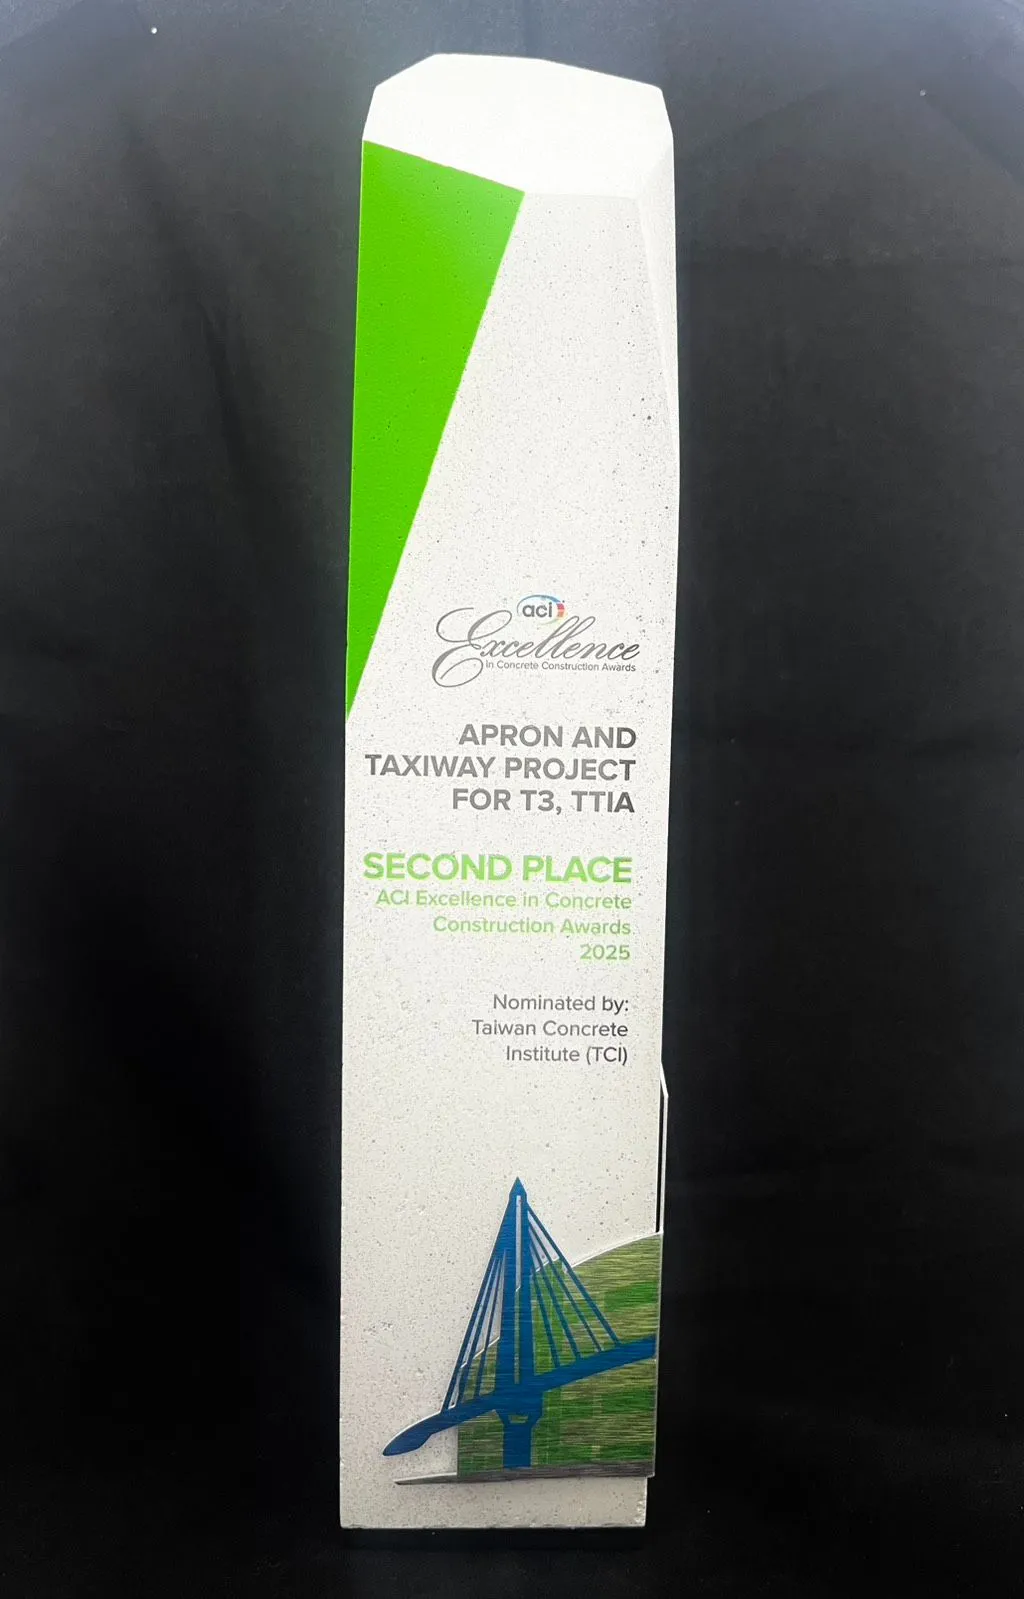 aci
Excellence
in Concrete Construction Awards
APRON AND
TAXIWAY PROJECT
FOR T3, TTIA
SECOND PLACE
ACI Excellence in Concrete
Construction Awards
2025
Nominated by:
Taiwan Concrete
Institute (TCI)